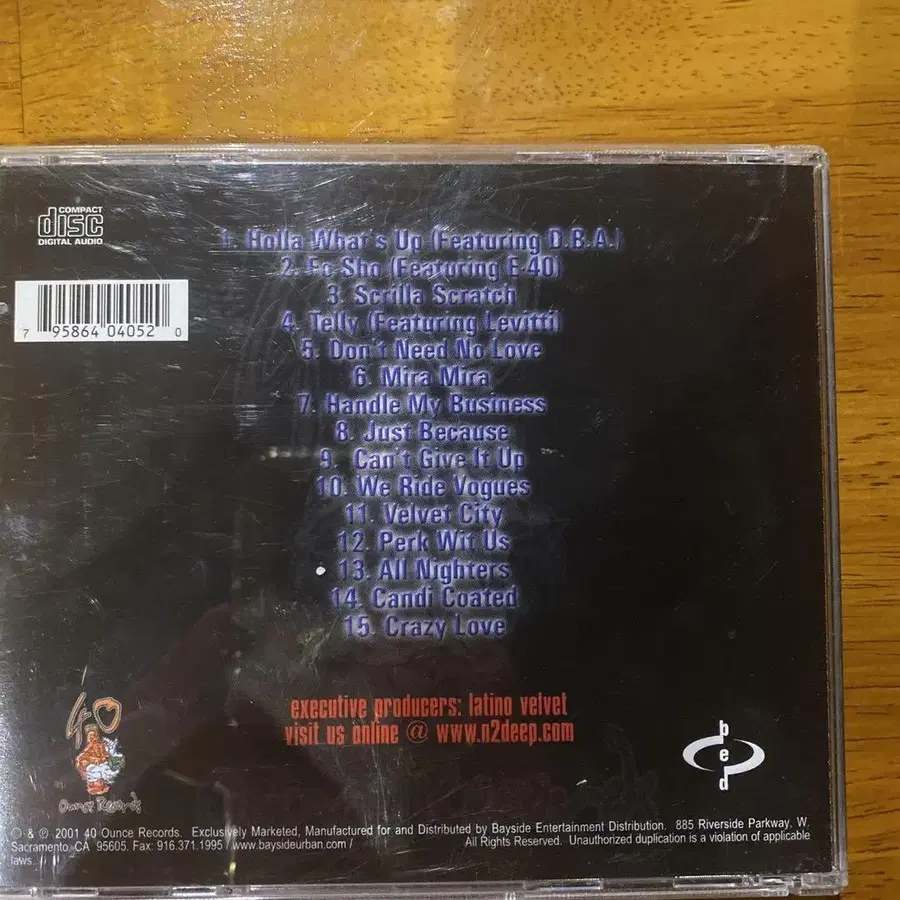 COMPACT
disc
DIGITAL AUDIO
7 95864 04052 0
1. Holla What's Up (Featuring D.B.A.)
2. Fo Sho (Featuring E-40)
3. Scrilla Scratch
4. Telly (Featuring Levitti)
5. Don't Need No Love
6. Mira Mira
7. Handle My Business
8. Just Because
9. Can't Give It Up
10. We Ride Vogues
11. Velvet City
12. Perk Wit Us
13. All Nighters
14. Candi Coated
15. Crazy Love
executive producers: latino velvet
visit us online @ www.n2deep.com
40
Ounce Records
bed
© & ℗ 2001 40 Ounce Records. Exclusively Marketed, Manufactured for and Distributed by Bayside Entertainment Distribution. 885 Riverside Parkway, W.
Sacramento CA 95605. Fax: 916.371.1995 / www.baysideurban.com / All Rights Reserved. Unauthorized duplication is a violation of applicable
laws.